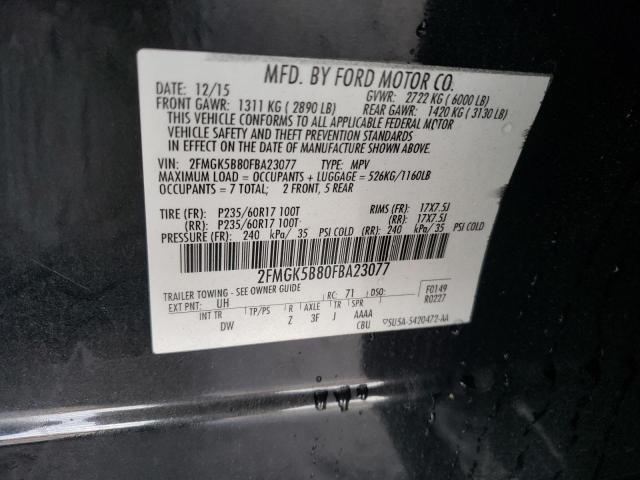 MFD. BY FORD MOTOR CO.
DATE: 12/15 GVWR: 2722 KG (6000 LB)
FRONT GAWR: 1311 KG (2890 LB) REAR GAWR: 1420 KG (3130 LB)
THIS VEHICLE CONFORMS TO ALL APPLICABLE FEDERAL MOTOR
VEHICLE SAFETY AND THEFT PREVENTION STANDARDS
IN EFFECT ON THE DATE OF MANUFACTURE SHOWN ABOVE.
VIN: 2FMGK5B80FBA23077 TYPE: MPV
MAXIMUM LOAD = OCCUPANTS + LUGGAGE = 526KG/1160LB
OCCUPANTS = 7 TOTAL; 2 FRONT, 5 REAR
TIRE (F): P235/60R17 100T RIMS (F): 17X7.5J
(R): P235/60R17 100T (RR): 17X7.5J
PRESSURE (F): 240 kPa/ 35 PSI COLD (RR): 240 kPa/ 35 PSI COLD
2FMGK5B80FBA23077
TRAILER TOWING - SEE OWNER GUIDE
EXT PNT: UH RC: 71 DSO: F0149
INT TR TP/PS R AXLE TR SPR R0227
DW Z 3F J AAAA
CBU 5U5A-5420472-AA